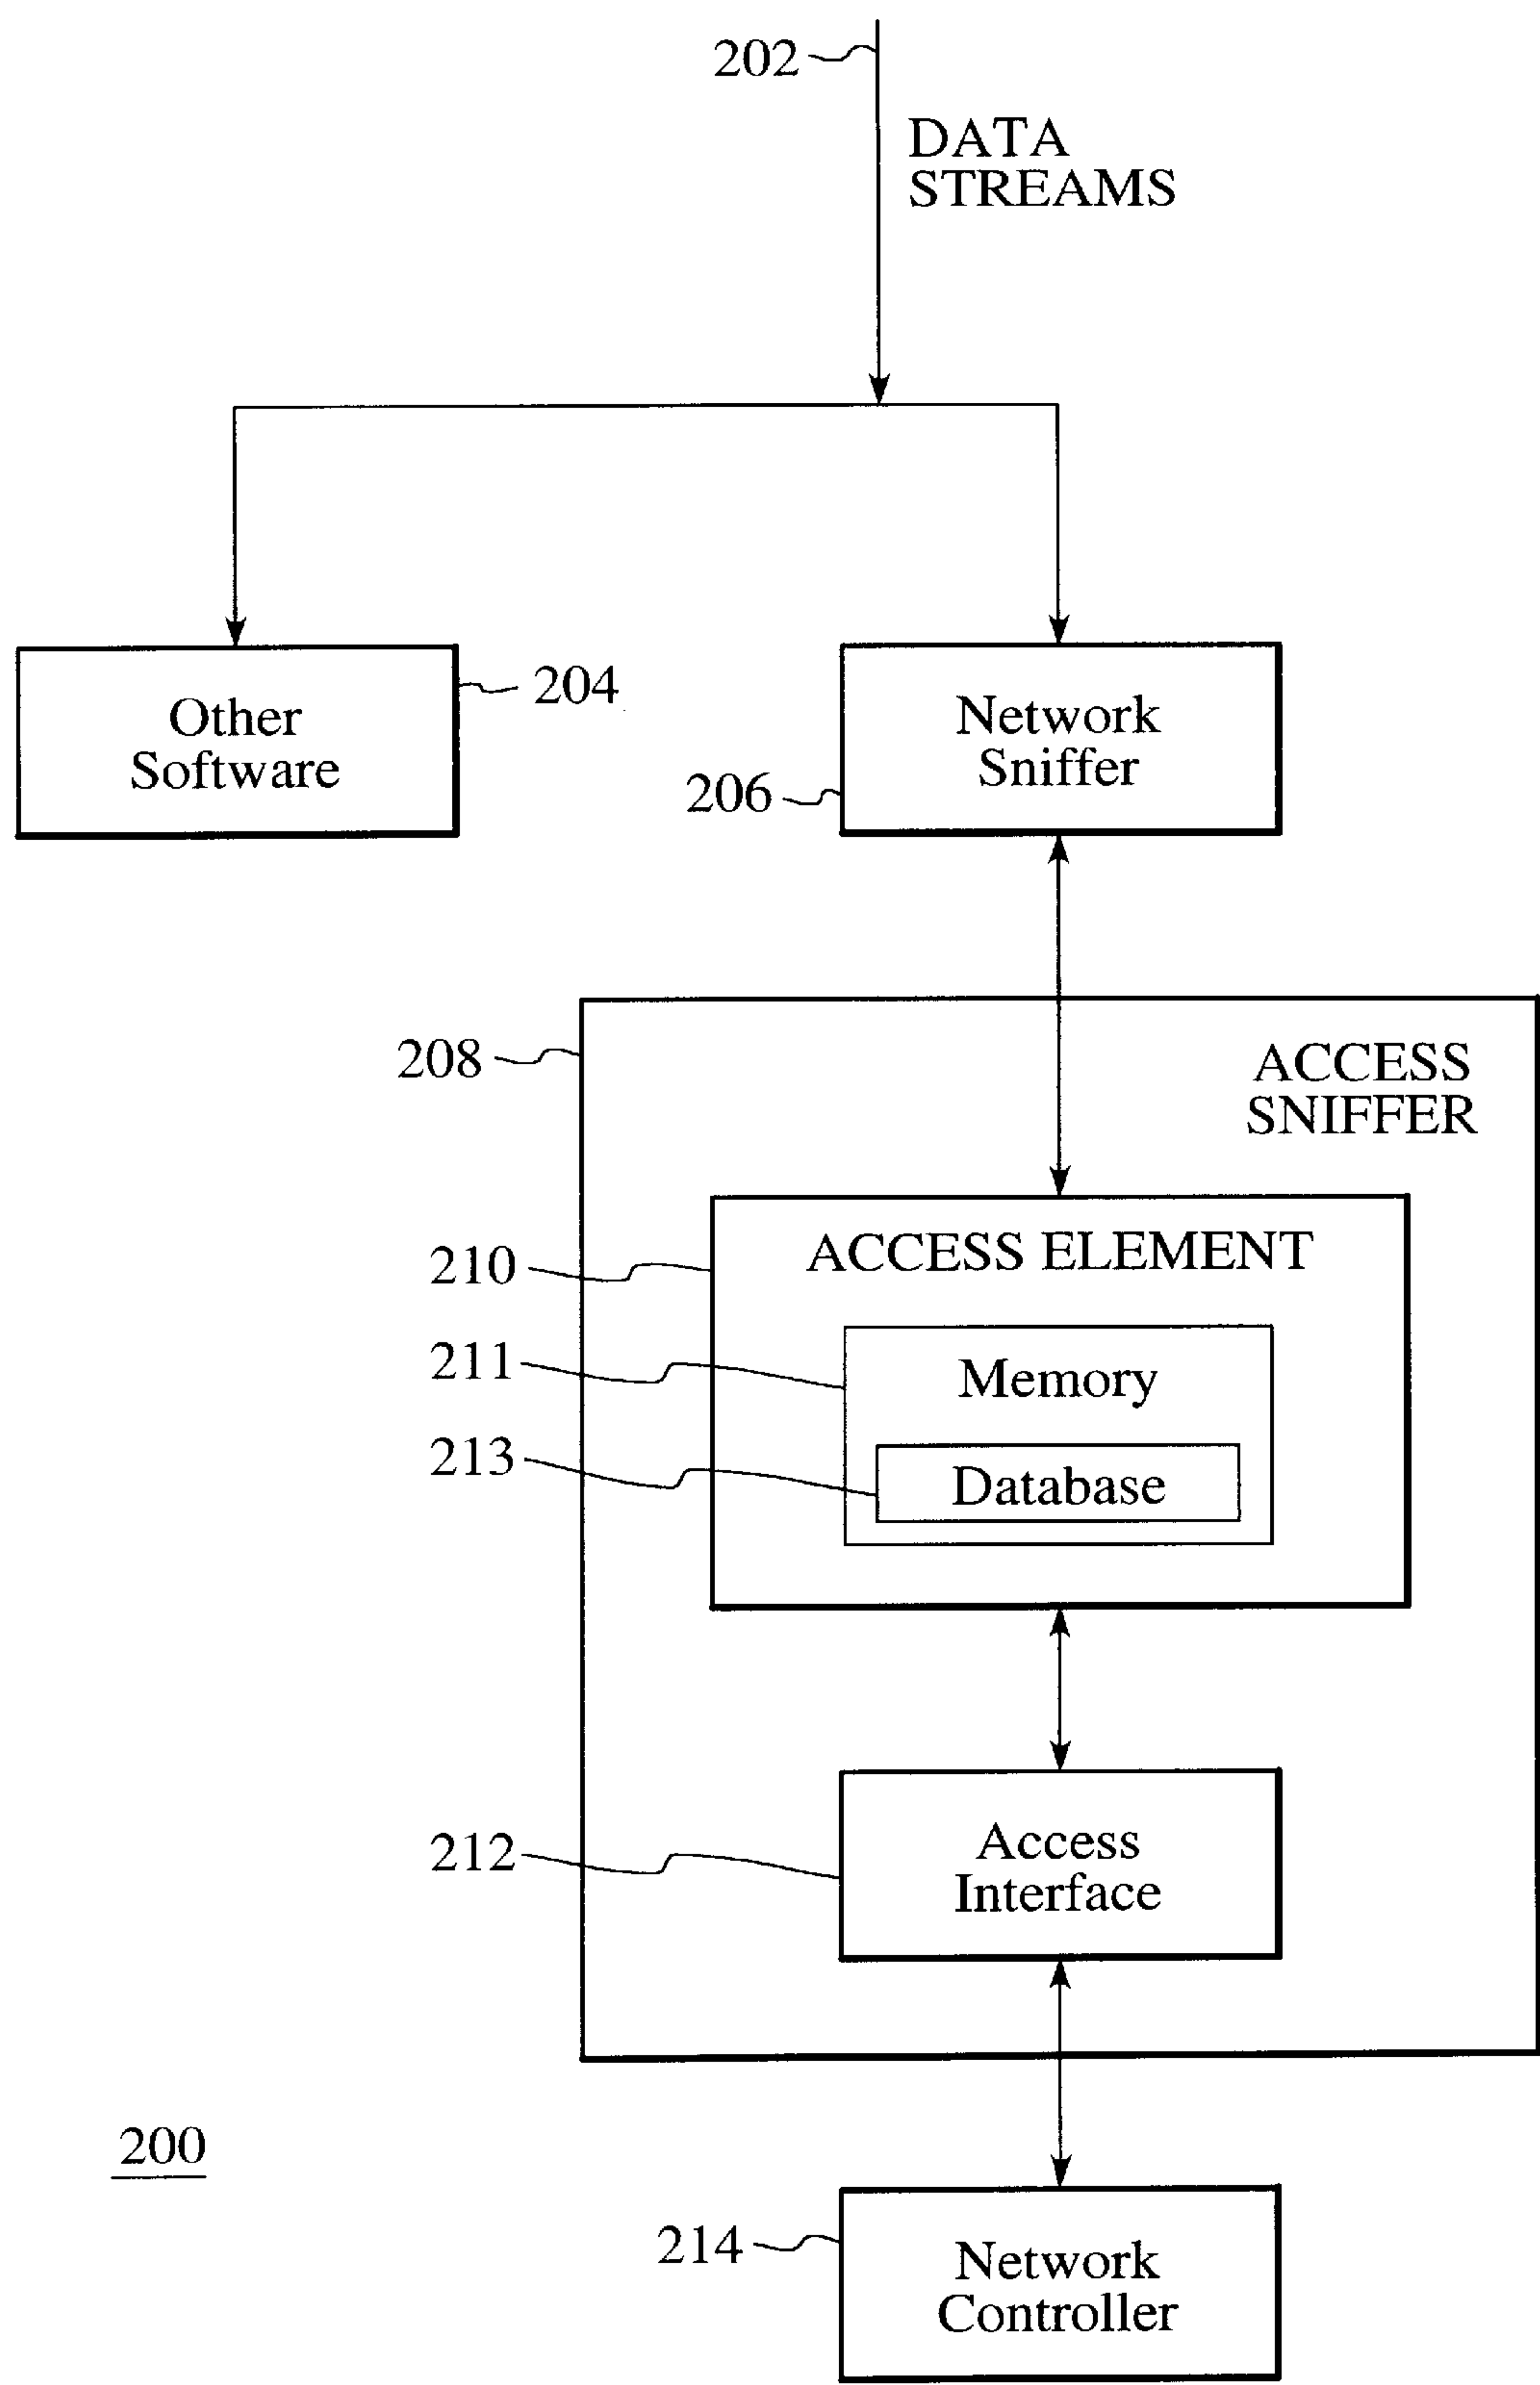 202
DATA
STREAMS
Other
Software
204
Network
Sniffer
206
208
ACCESS
SNIFFER
210
ACCESS ELEMENT
211
Memory
213
Database
212
Access
Interface
200
214
Network
Controller